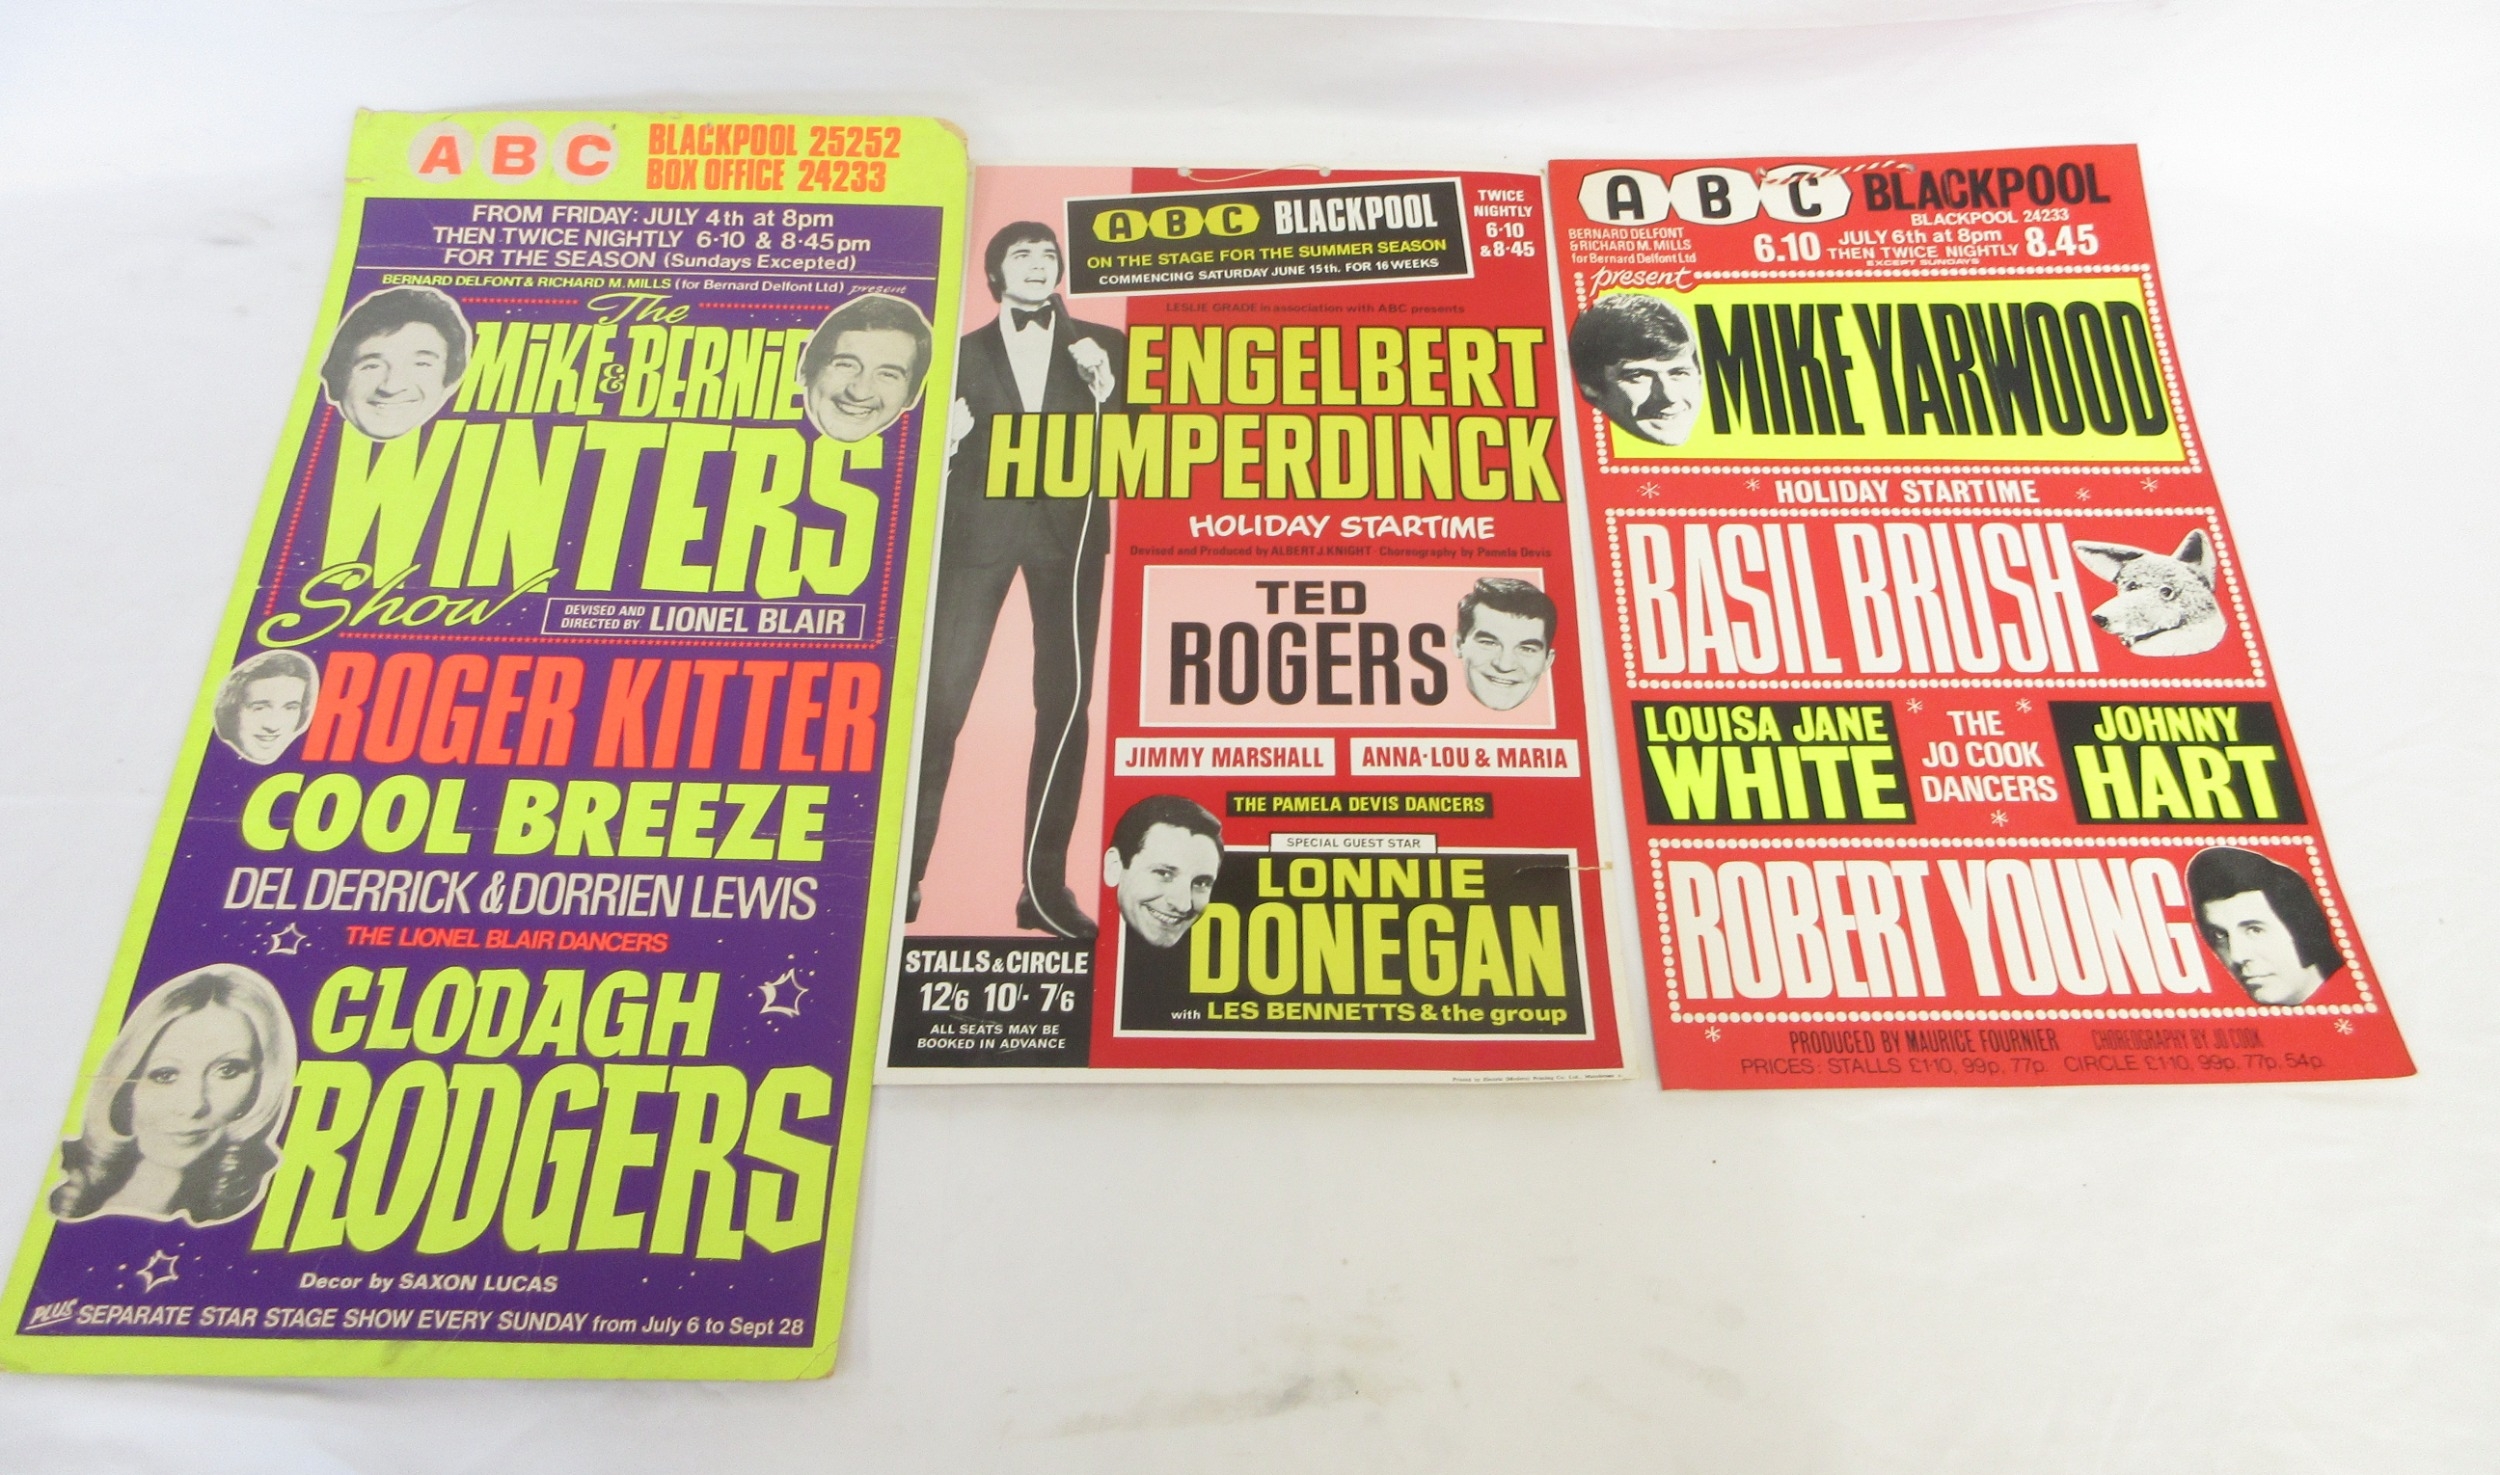 A B C
BLACKPOOL 25252
BOX OFFICE 24233
FROM FRIDAY: JULY 4th at 8pm
THEN TWICE NIGHTLY 6·10 & 8·45pm
FOR THE SEASON (Sundays Excepted)
BERNARD DELFONT & RICHARD M. MILLS (for Bernard Delfont Ltd) present
The
MIKE & BERNIE
WINTERS
Show
DEVISED AND
DIRECTED BY LIONEL BLAIR
ROGER KITTER
COOL BREEZE
DEL DERRICK & DORRIEN LEWIS
THE LIONEL BLAIR DANCERS
CLODAGH
RODGERS
Decor by SAXON LUCAS
PLUS SEPARATE STAR STAGE SHOW EVERY SUNDAY from July 6 to Sept 28
A B C BLACKPOOL
ON THE STAGE FOR THE SUMMER SEASON
COMMENCING SATURDAY JUNE 15th. FOR 16 WEEKS
TWICE
NIGHTLY
6·10
& 8·45
LESLIE GRADE in association with ABC presents
ENGELBERT
HUMPERDINCK
HOLIDAY STARTIME
Devised and Produced by ALBERT J. KNIGHT · Choreography by Pamela Devis
TED
ROGERS
JIMMY MARSHALL
ANNA·LOU & MARIA
THE PAMELA DEVIS DANCERS
SPECIAL GUEST STAR
LONNIE
DONEGAN
with LES BENNETTS & the group
STALLS & CIRCLE
12/6 10/- 7/6
ALL SEATS MAY BE
BOOKED IN ADVANCE
A B C BLACKPOOL
BLACKPOOL 24233
BERNARD DELFONT
& RICHARD M. MILLS
for Bernard Delfont Ltd
present
6.10 JULY 6th at 8pm 8.45
THEN TWICE NIGHTLY
EXCEPT SUNDAYS
MIKE YARWOOD
HOLIDAY STARTIME
BASIL BRUSH
LOUISA JANE
WHITE
THE
JO COOK
DANCERS
JOHNNY
HART
ROBERT YOUNG
PRODUCED BY MAURICE FOURNIER CHOREOGRAPHY BY JO COOK
PRICES: STALLS £1·10, 99p, 77p. CIRCLE £1·10, 99p, 77p, 54p.